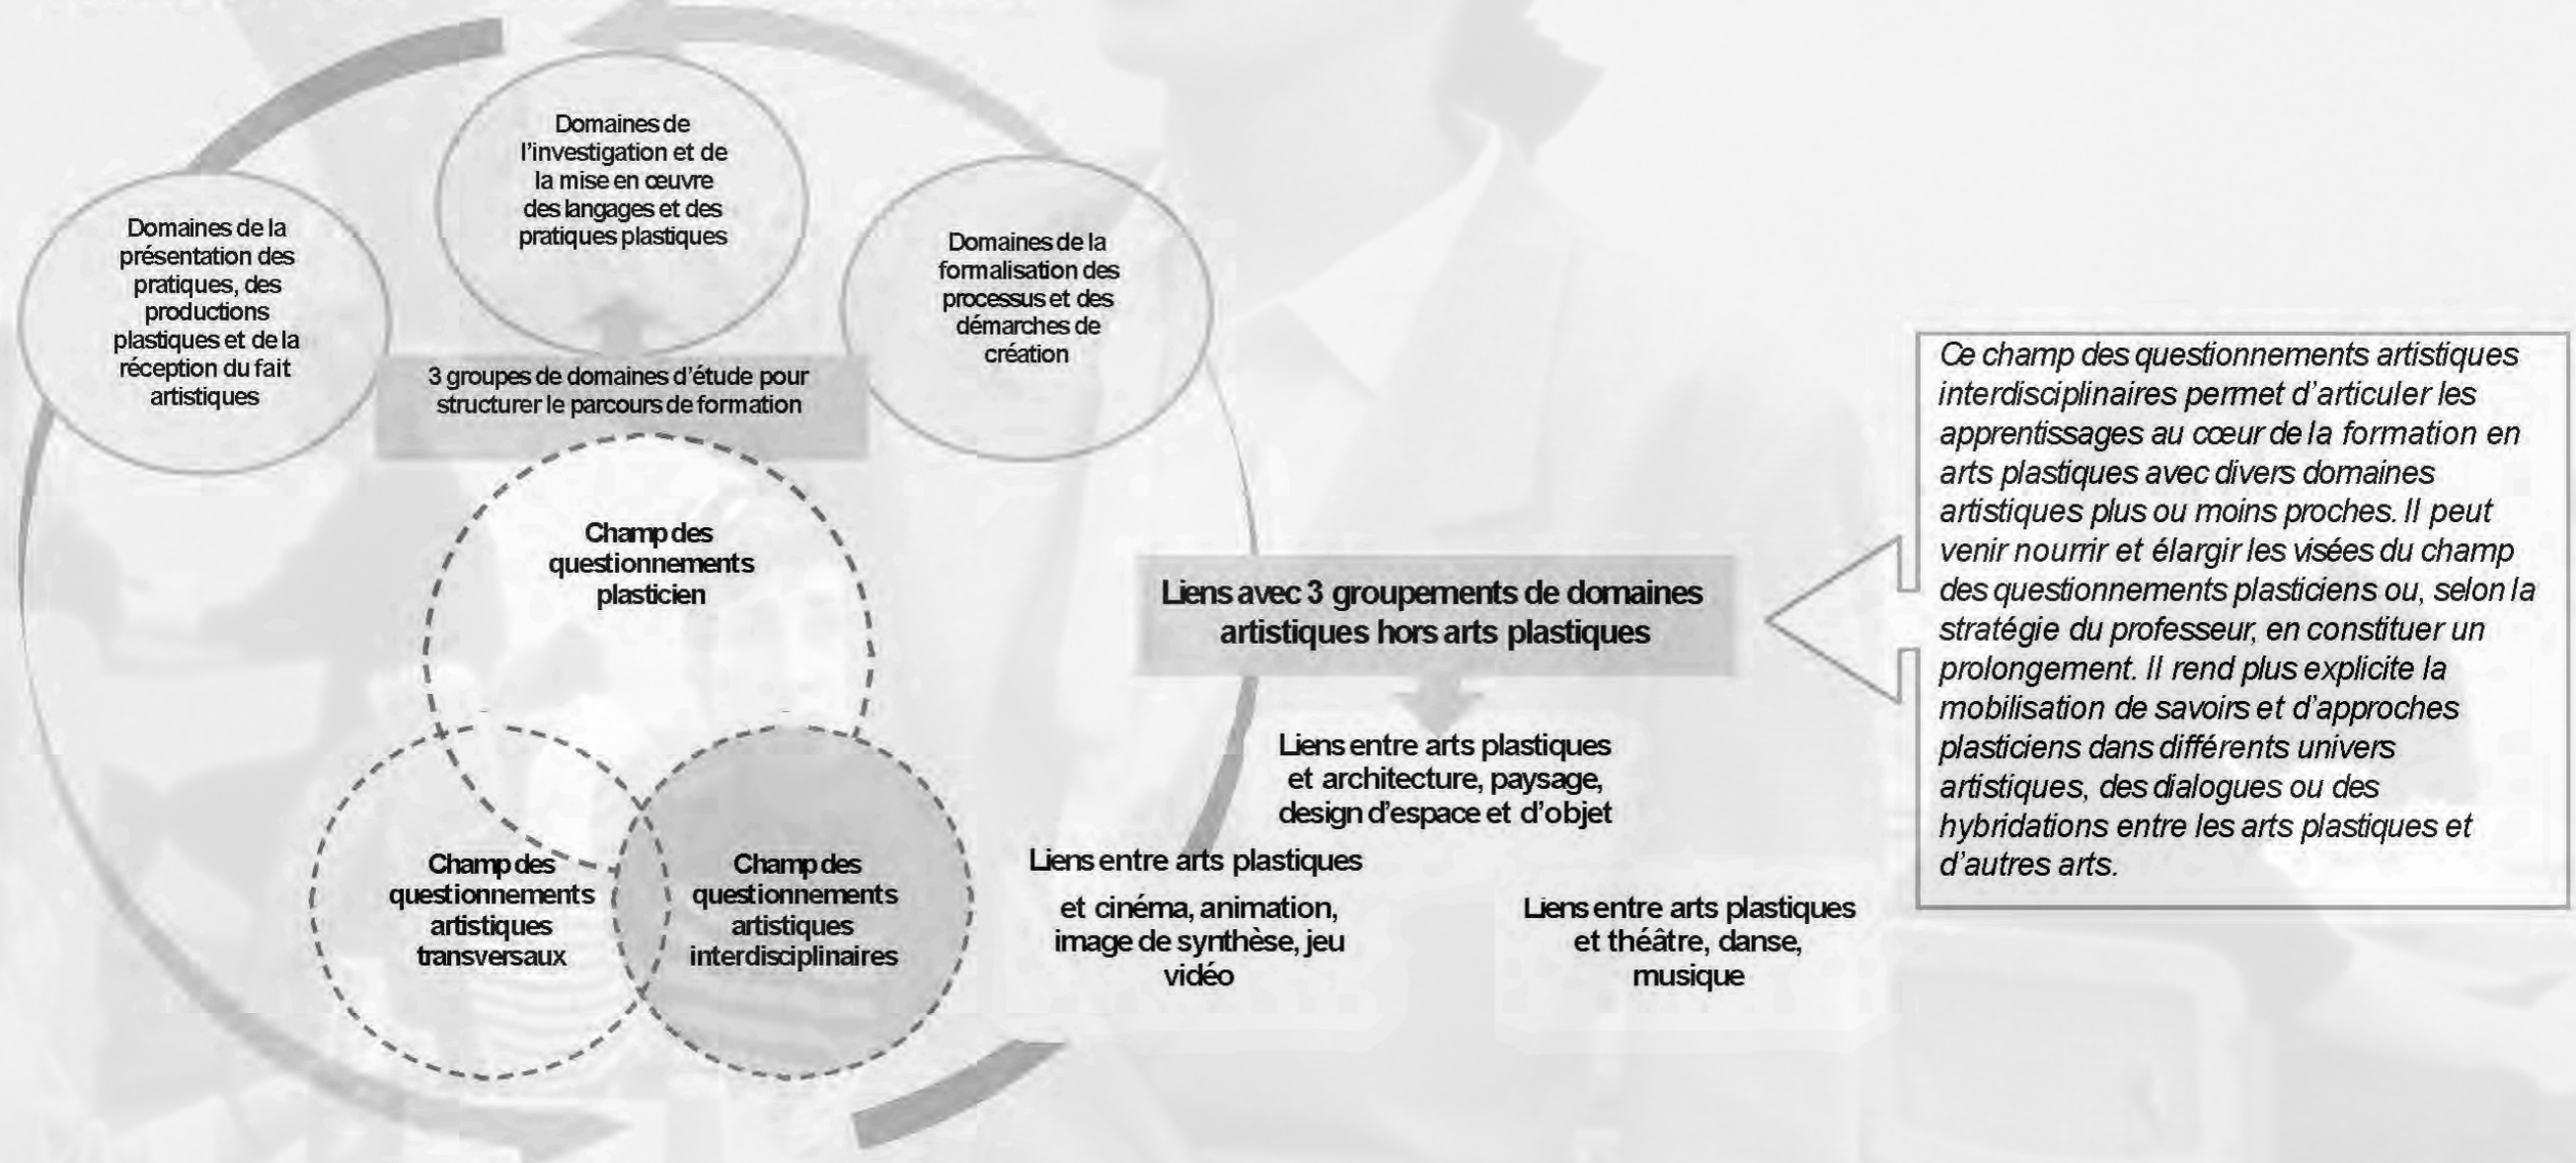 Domaines de
l'investigation et de
la mise en œuvre
des langages et des
pratiques plastiques
Domaines de la
présentation des
pratiques, des
productions
plastiques et de la
réception du fait
artistiques
Domaines de la
formalisation des
processus et des
démarches de
création
3 groupes de domaines d'étude pour
structurer le parcours de formation
Champ des
questionnements
plasticien
Champ des
questionnements
artistiques
transversaux
Champ des
questionnements
artistiques
interdisciplinaires
Liens avec 3 groupements de domaines
artistiques hors arts plastiques
Liens entre arts plastiques
et architecture, paysage,
design d'espace et d'objet
Liens entre arts plastiques
et cinéma, animation,
image de synthèse, jeu
vidéo
Liens entre arts plastiques
et théâtre, danse,
musique
Ce champ des questionnements artistiques
interdisciplinaires permet d'articuler les
apprentissages au cœur de la formation en
arts plastiques avec divers domaines
artistiques plus ou moins proches. Il peut
venir nourrir et élargir les visées du champ
des questionnements plasticiens ou, selon la
stratégie du professeur, en constituer un
prolongement. Il rend plus explicite la
mobilisation de savoirs et d'approches
plasticiens dans différents univers
artistiques, des dialogues ou des
hybridations entre les arts plastiques et
d'autres arts.